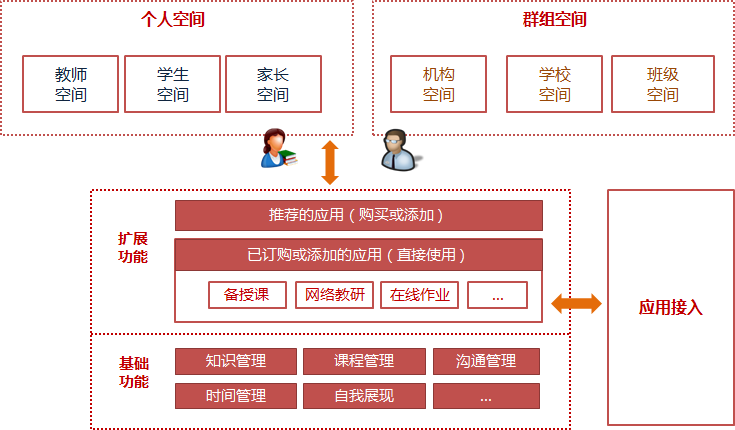 个人空间
群组空间
教师
空间
学生
空间
家长
空间
机构
空间
学校
空间
班级
空间
扩展
功能
推荐的应用（购买或添加）
已订购或添加的应用（直接使用）
备授课
网络教研
在线作业
...
应用接入
基础
功能
知识管理
课程管理
沟通管理
时间管理
自我展现
...